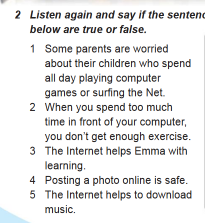 2 Listen again and say if the sentenc
below are true or false.
1 Some parents are worried
about their children who spend
all day playing computer
games or surfing the Net.
2 When you spend too much
time in front of your computer,
you don't get enough exercise.
3 The Internet helps Emma with
learning.
4 Posting a photo online is safe.
5 The Internet helps to download
music.